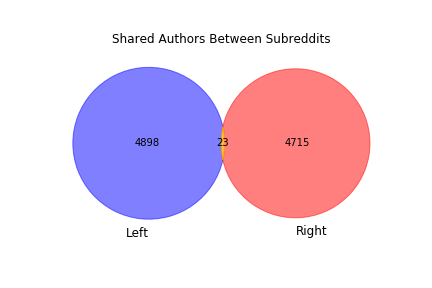 Shared Authors Between Subreddits
4898 23 4715
Left Right